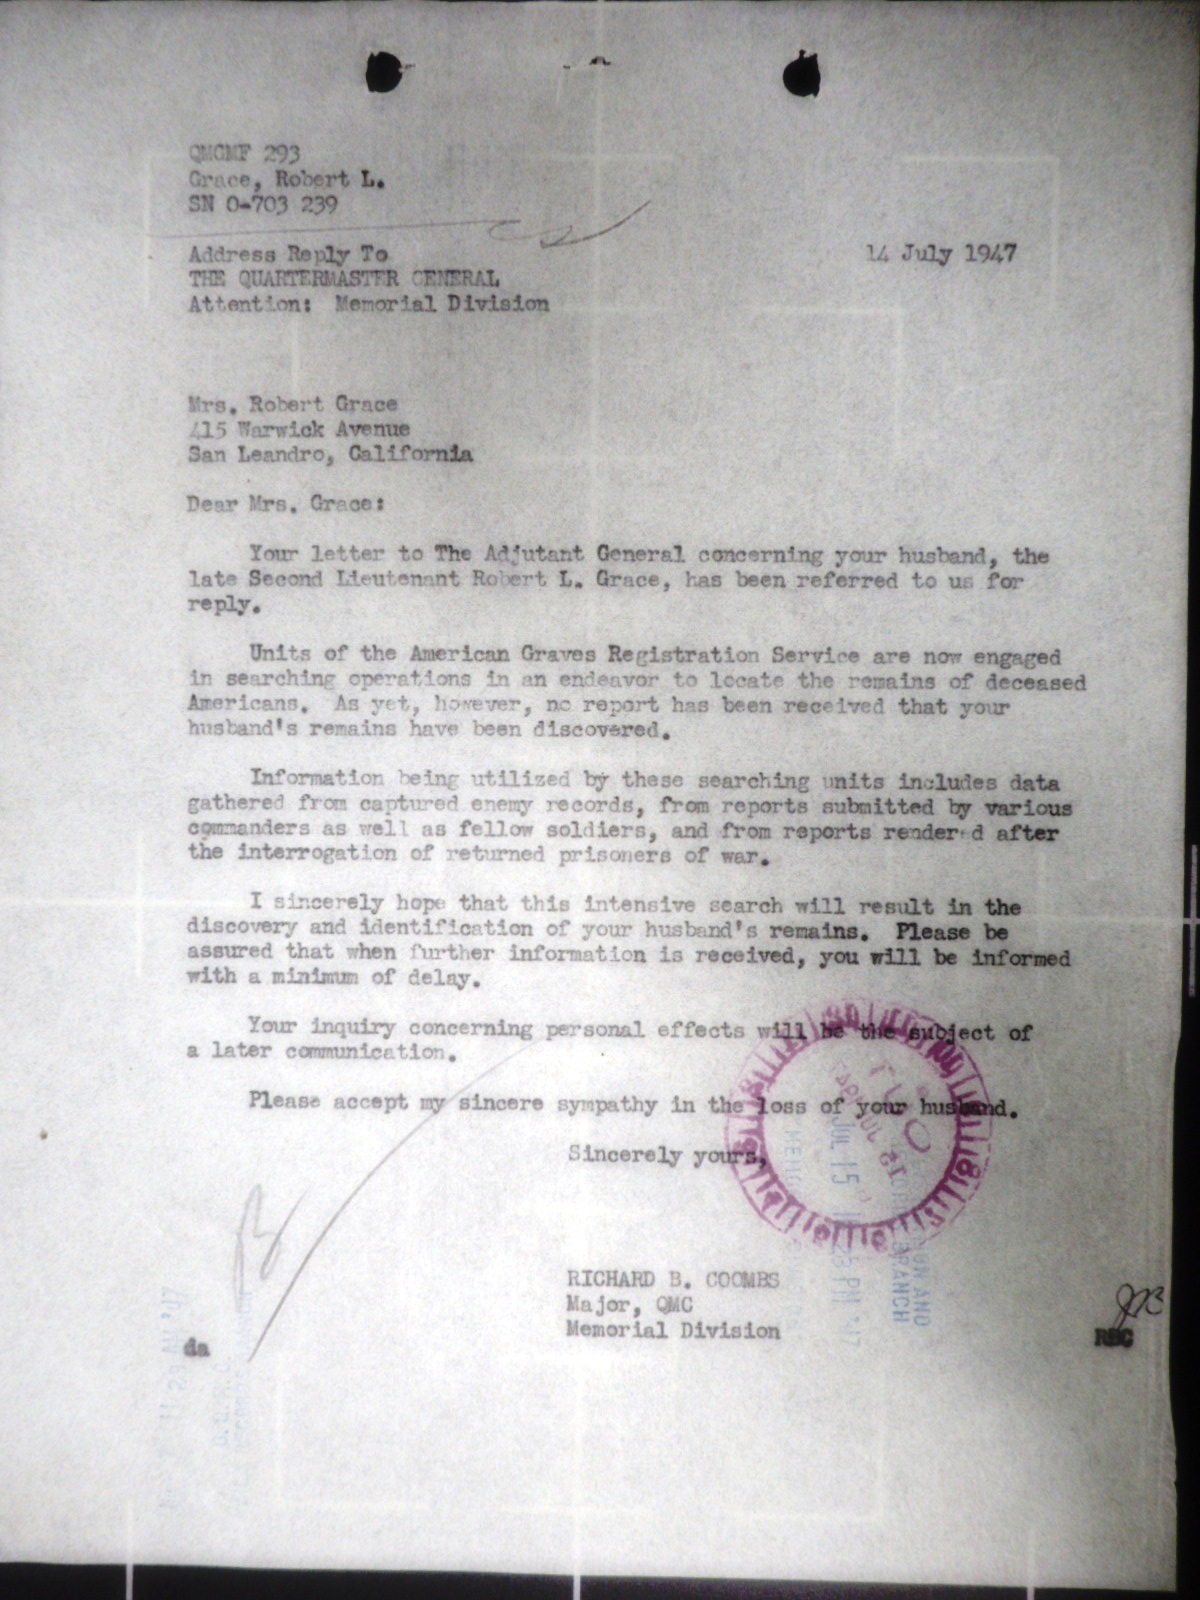 QMGMF 293
Grace, Robert L.
SN O-703 239
Address Reply To
THE QUARTERMASTER GENERAL
Attention: Memorial Division
14 July 1947
Mrs. Robert Grace
415 Warwick Avenue
San Leandro, California
Dear Mrs. Grace:
Your letter to The Adjutant General concerning your husband, the
late Second Lieutenant Robert L. Grace, has been referred to us for
reply.
Units of the American Graves Registration Service are now engaged
in searching operations in an endeavor to locate the remains of deceased
Americans. As yet, however, no report has been received that your
husband's remains have been discovered.
Information being utilized by these searching units includes data
gathered from captured enemy records, from reports submitted by various
commanders as well as fellow soldiers, and from reports rendered after
the interrogation of returned prisoners of war.
I sincerely hope that this intensive search will result in the
discovery and identification of your husband's remains. Please be
assured that when further information is received, you will be informed
with a minimum of delay.
Your inquiry concerning personal effects will be the subject of
a later communication.
Please accept my sincere sympathy in the loss of your husband.
Sincerely yours,
RICHARD B. COOMBS
Major, QMC
Memorial Division
da
RBC
JUL 15
PM '47
BRANCH